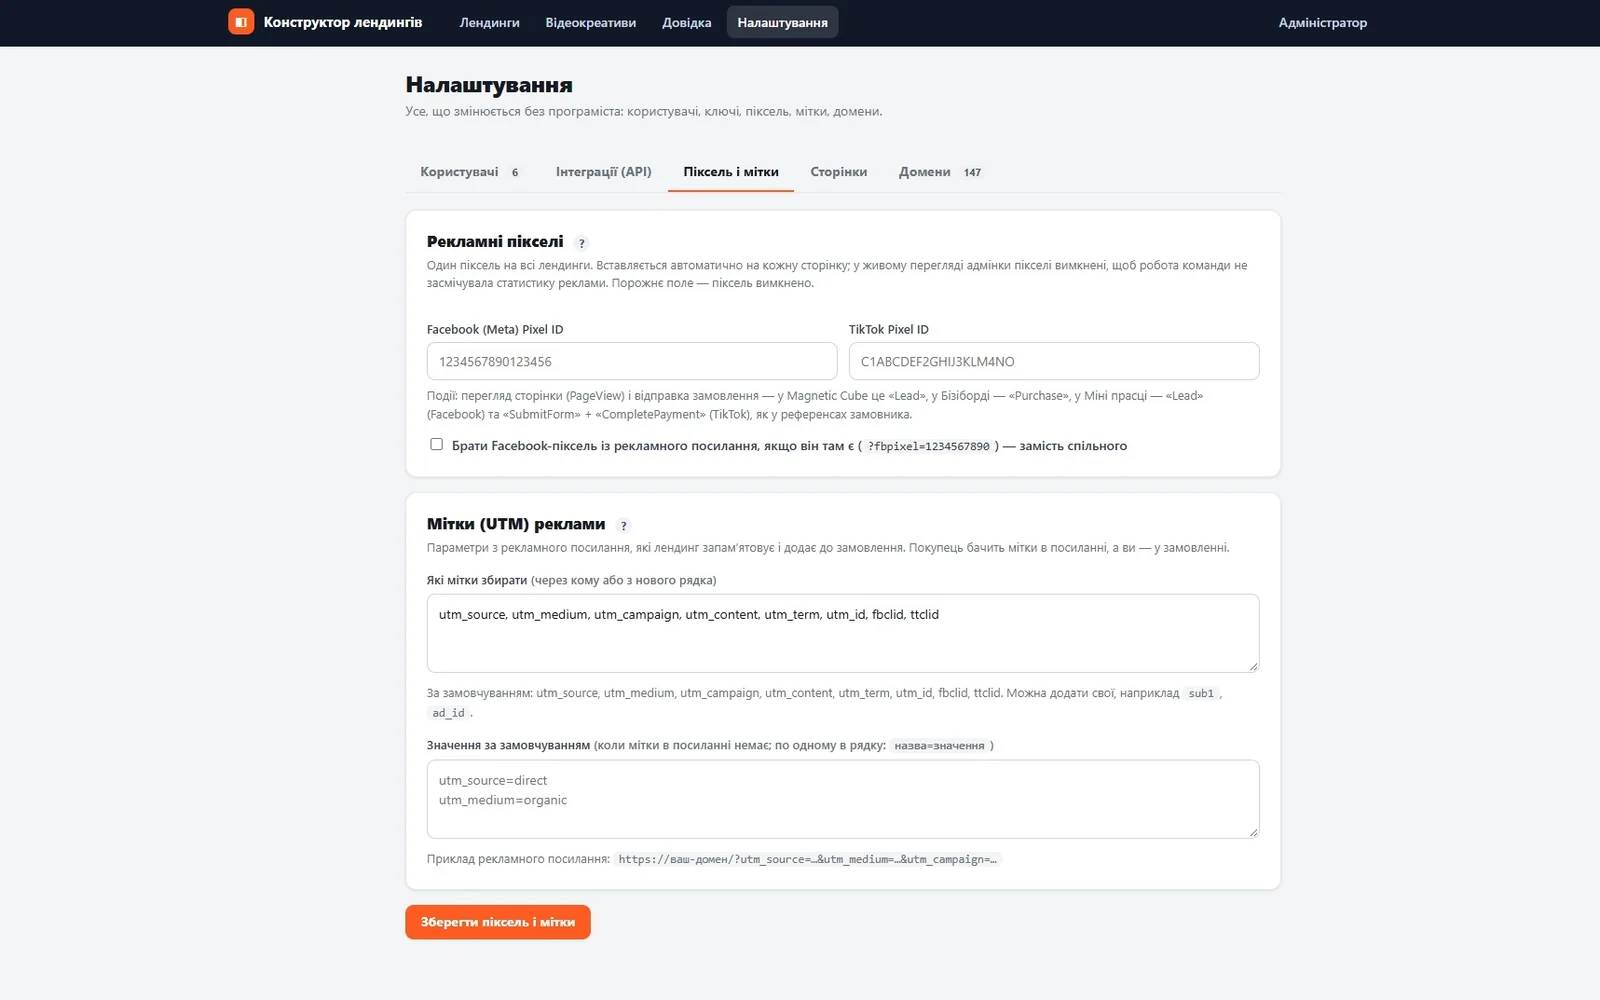 Конструктор лендингів
Лендинги
Відеокреативи
Довідка
Налаштування
Адміністратор
Налаштування
Усе, що змінюється без програміста: користувачі, ключі, піксель, мітки, домени.
Користувачі 6
Інтеграції (API)
Піксель і мітки
Сторінки
Домени 147
Рекламні пікселі ?
Один піксель на всі лендинги. Вставляється автоматично на кожну сторінку; у живому перегляді адмінки пікселі вимкнені, щоб робота команди не
засмічувала статистику реклами. Порожнє поле — піксель вимкнено.
Facebook (Meta) Pixel ID
1234567890123456
TikTok Pixel ID
C1ABCDEF2GHIJ3KLM4NO
Події: перегляд сторінки (PageView) і відправка замовлення — у Magnetic Cube це «Lead», у Бізіборді — «Purchase», у Міні прасці — «Lead»
(Facebook) та «SubmitForm» + «CompletePayment» (TikTok), як у референсах замовника.
Брати Facebook-піксель із рекламного посилання, якщо він там є ( ?fbpixel=1234567890 ) — замість спільного
Мітки (UTM) реклами ?
Параметри з рекламного посилання, які лендинг запам'ятовує і додає до замовлення. Покупець бачить мітки в посиланні, а ви — у замовленні.
Які мітки збирати (через кому або з нового рядка)
utm_source, utm_medium, utm_campaign, utm_content, utm_term, utm_id, fbclid, ttclid
За замовчуванням: utm_source, utm_medium, utm_campaign, utm_content, utm_term, utm_id, fbclid, ttclid. Можна додати свої, наприклад sub1 ,
ad_id .
Значення за замовчуванням (коли мітки в посиланні немає; по одному в рядку: назва=значення )
utm_source=direct
utm_medium=organic
Приклад рекламного посилання: https://ваш-домен/?utm_source=…&utm_medium=…&utm_campaign=…
Зберегти піксель і мітки